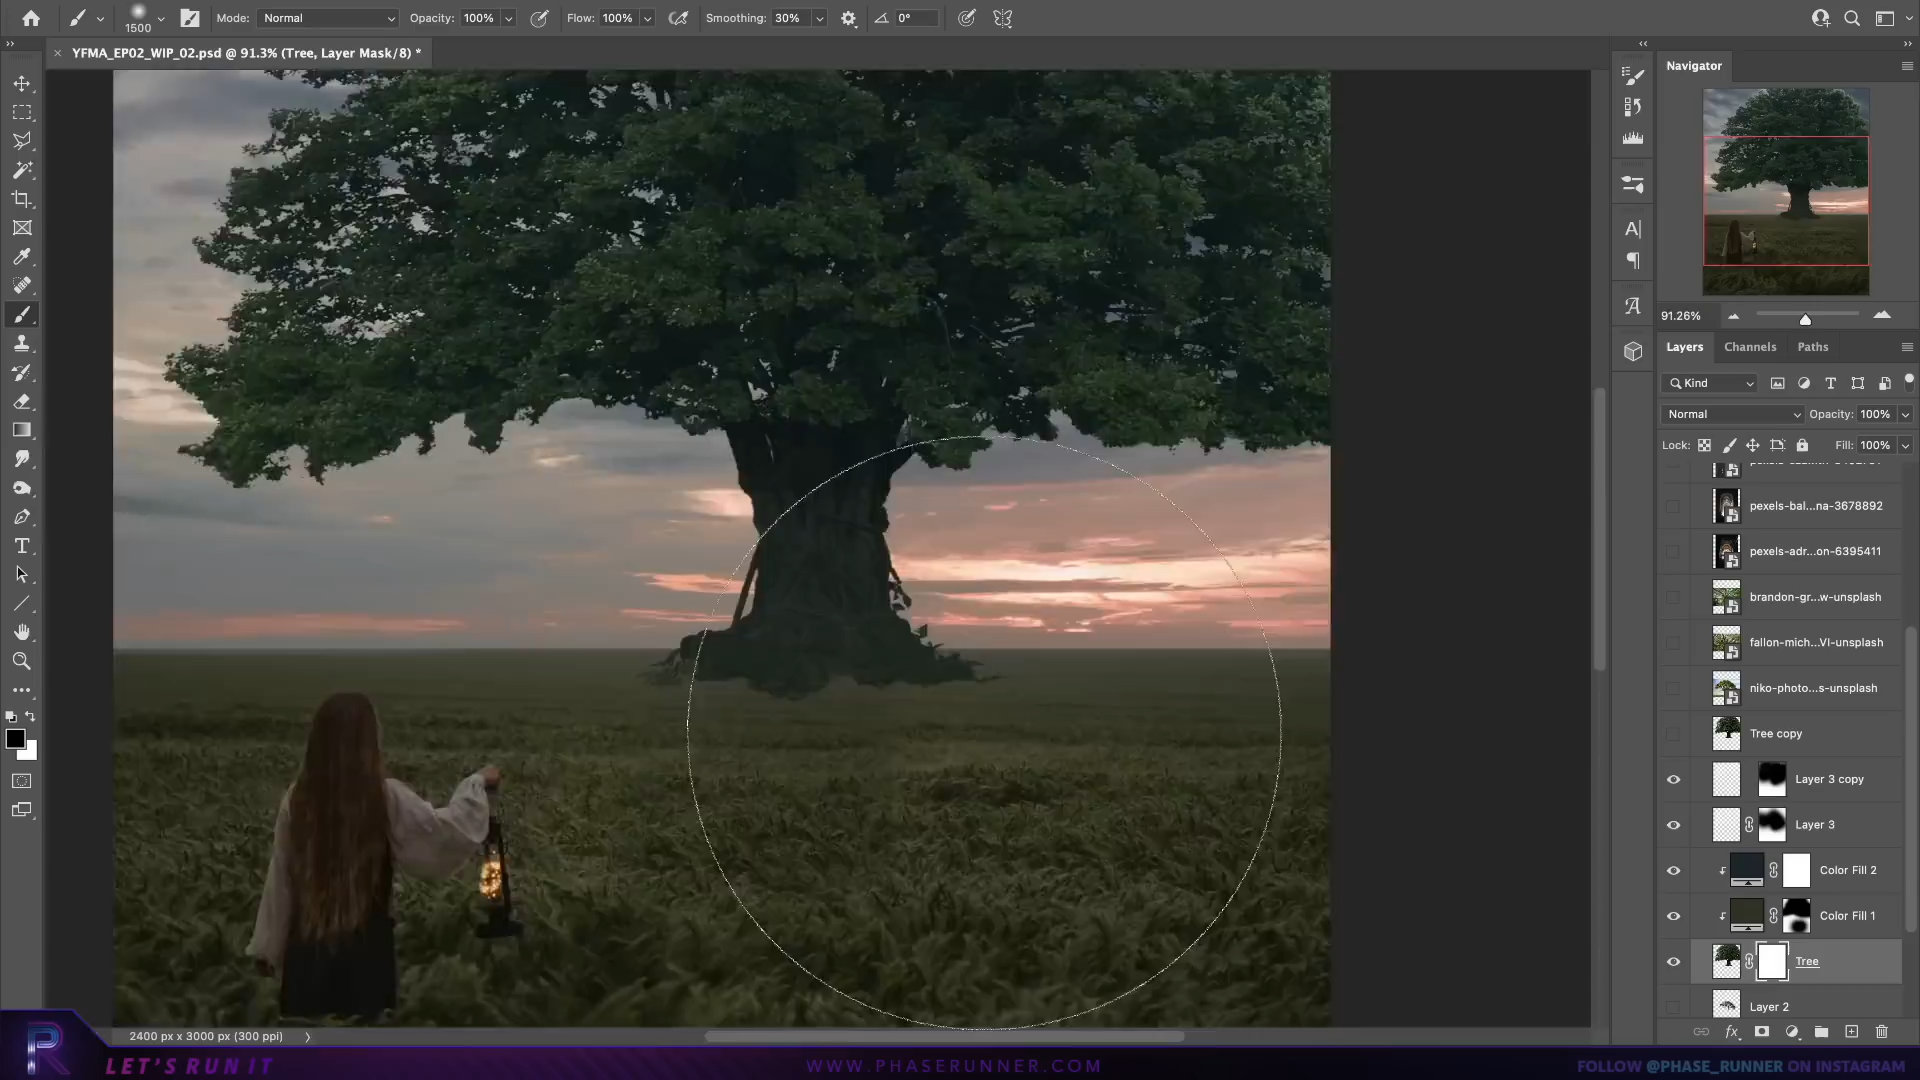 1500
Mode: Normal
Opacity: 100%
Flow: 100%
Smoothing: 30%
0°
YFMA_EP02_WIP_02.psd @ 91.3% (Tree, Layer Mask/8) *
Navigator
91.26%
Layers
Channels
Paths
Kind
Normal
Opacity: 100%
Lock:
Fill: 100%
pexels-bal...na-3678892
pexels-adr...on-6395411
brandon-gr...w-unsplash
fallon-mich...VI-unsplash
niko-photo...s-unsplash
Tree copy
Layer 3 copy
Layer 3
Color Fill 2
Color Fill 1
Tree
Layer 2
2400 px x 3000 px (300 ppi)
LET'S RUN IT
WWW.PHASERUNNER.COM
FOLLOW @PHASE_RUNNER ON INSTAGRAM